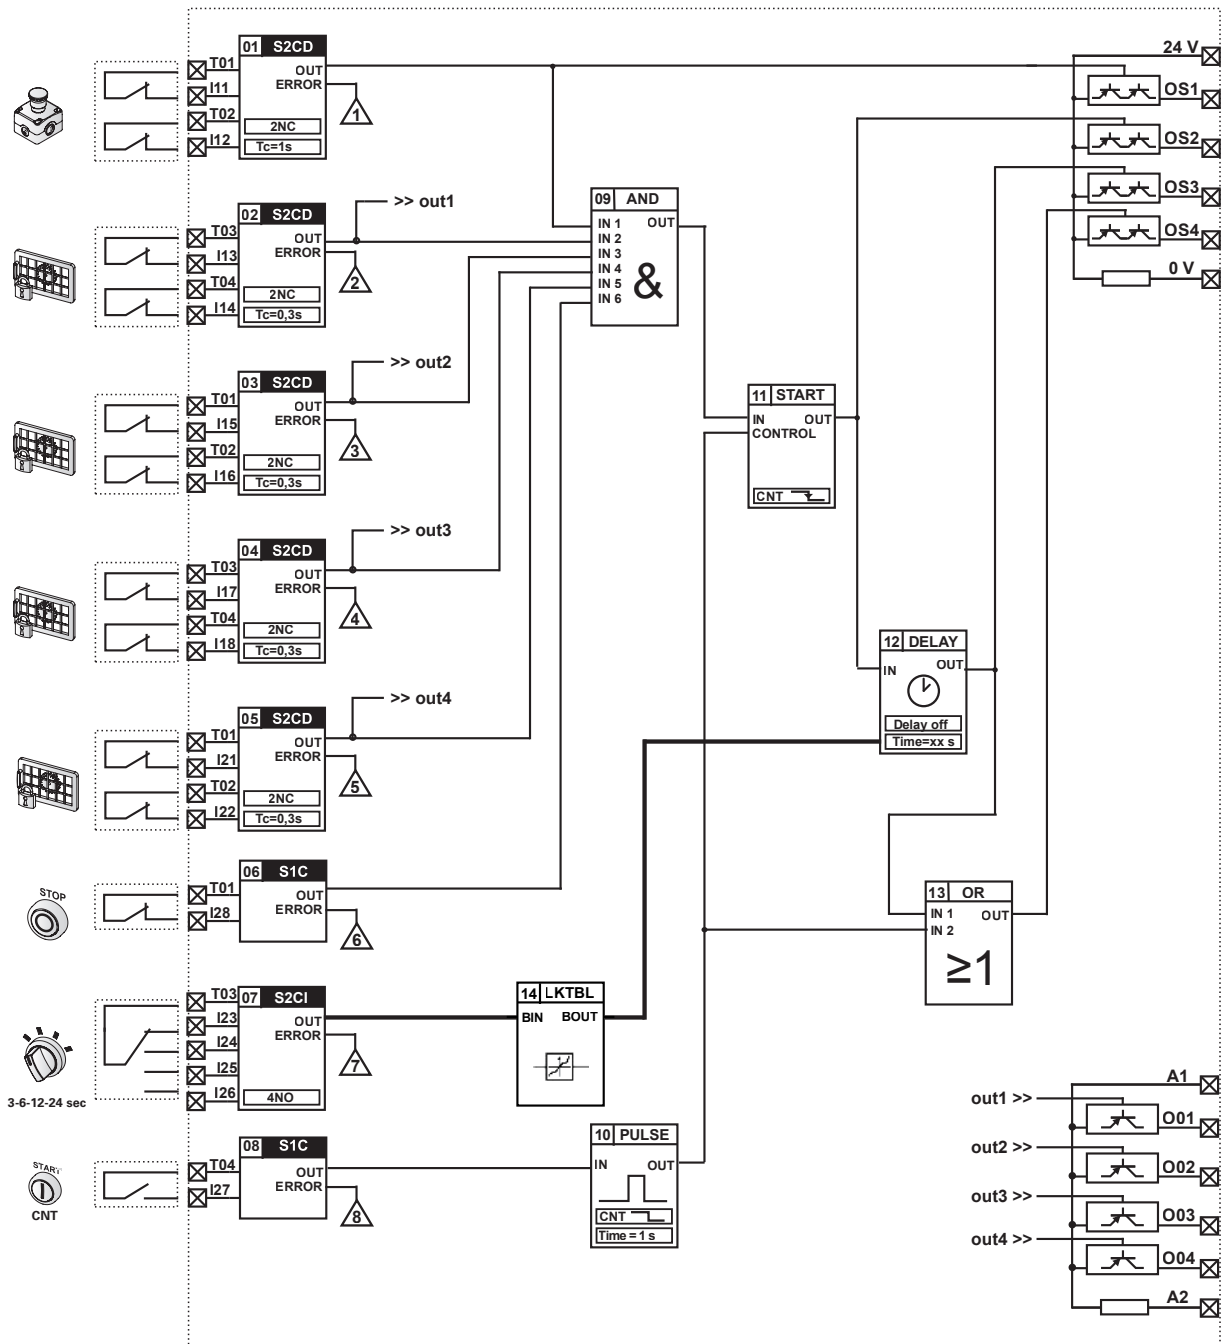 24 V
OS1
OS2
OS3
OS4
0 V
01 S2CD
T01
I11
T02
I12
OUT
ERROR
1
2NC
Tc=1s
>> out1
02 S2CD
T03
I13
T04
I14
OUT
ERROR
2
2NC
Tc=0,3s
09 AND
IN 1
OUT
IN 2
IN 3
IN 4
IN 5
IN 6
&
>> out2
03 S2CD
T01
I15
T02
I16
OUT
ERROR
3
2NC
Tc=0,3s
11 START
IN
OUT
CONTROL
CNT
>> out3
04 S2CD
T03
I17
T04
I18
OUT
ERROR
4
2NC
Tc=0,3s
12 DELAY
IN
OUT
Delay off
Time=xx s
>> out4
05 S2CD
T01
I21
T02
I22
OUT
ERROR
5
2NC
Tc=0,3s
STOP
06 S1C
T01
I28
OUT
ERROR
6
13 OR
IN 1
OUT
IN 2
≥1
3-6-12-24 sec
07 S2CI
T03
I23
I24
I25
I26
OUT
ERROR
7
4NO
14 LKTBL
BIN
BOUT
START
CNT
08 S1C
T04
I27
OUT
ERROR
8
10 PULSE
IN
OUT
CNT
Time = 1 s
A1
out1 >>
O01
out2 >>
O02
out3 >>
O03
out4 >>
O04
A2